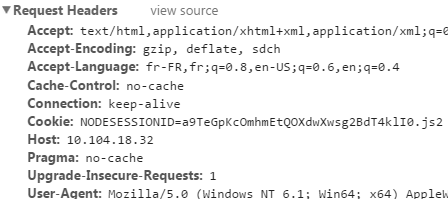 ▼Request Headers view source
Accept: text/html,application/xhtml+xml,application/xml;q=0
Accept-Encoding: gzip, deflate, sdch
Accept-Language: fr-FR,fr;q=0.8,en-US;q=0.6,en;q=0.4
Cache-Control: no-cache
Connection: keep-alive
Cookie: NODESESSIONID=a9TeGpKcOmhmEtQOXdwXwsg2BdT4klI0.js2
Host: 10.104.18.32
Pragma: no-cache
Upgrade-Insecure-Requests: 1
User-Agent: Mozilla/5.0 (Windows NT 6.1; Win64; x64) AppleW